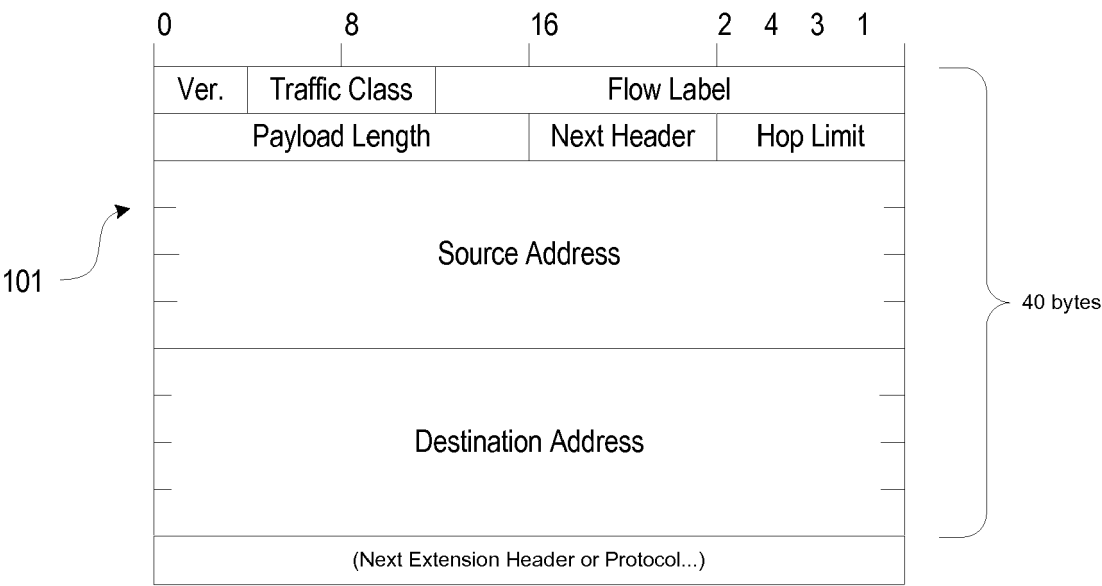 0 8 16 2 4 3 1
Ver. Traffic Class Flow Label
Payload Length Next Header Hop Limit
Source Address
101
40 bytes
Destination Address
(Next Extension Header or Protocol...)